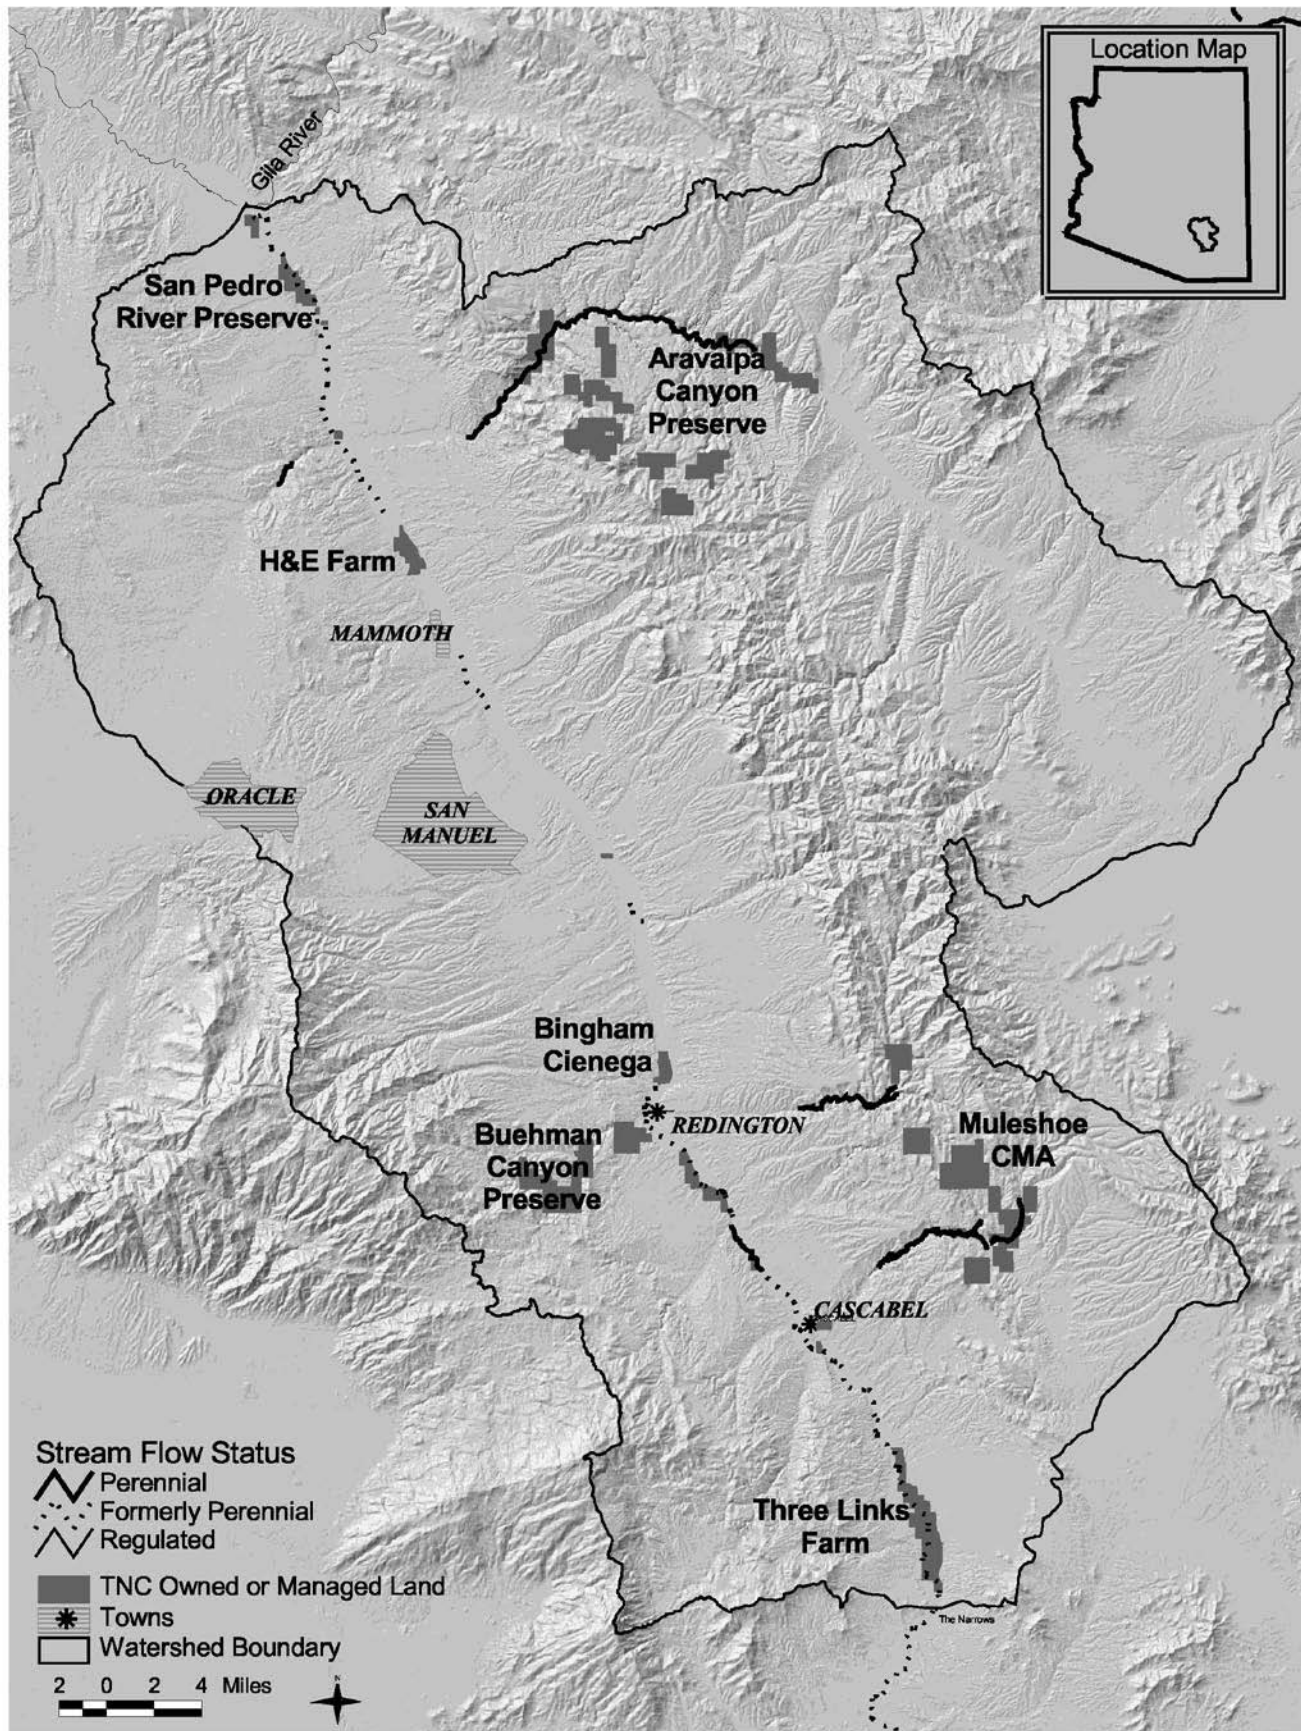 Location Map
Gila River
San Pedro
River Preserve
Aravaipa
Canyon
Preserve
H&E Farm
MAMMOTH
ORACLE
SAN
MANUEL
Bingham
Cienega
REDINGTON
Buehman
Canyon
Preserve
Muleshoe
CMA
CASCABEL
Three Links
Farm
The Narrows
Stream Flow Status
Perennial
Formerly Perennial
Regulated
TNC Owned or Managed Land
Towns
Watershed Boundary
2 0 2 4 Miles
N